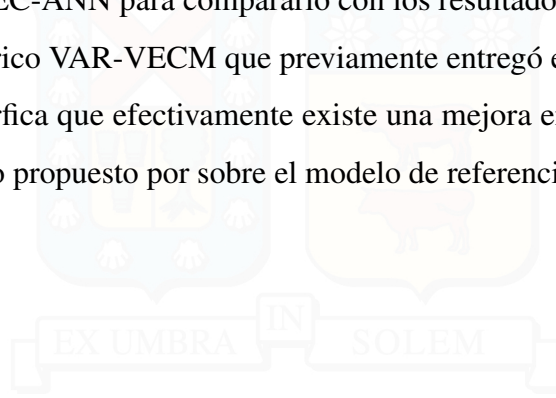 EC-ANN para compararlo con los resultado
rico VAR-VECM que previamente entregó e
rfica que efectivamente existe una mejora e
o propuesto por sobre el modelo de referenci
EX UMBRA IN SOLEM